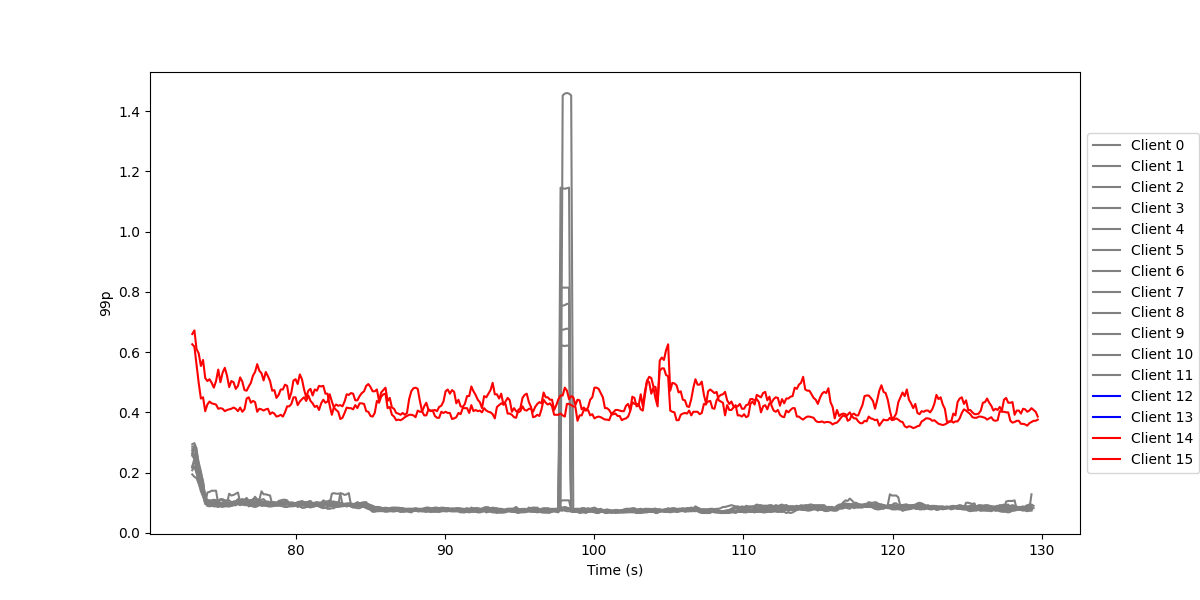 1.4
1.2
1.0
0.8
0.6
0.4
0.2
0.0
99p
80
90
100
110
120
130
Time (s)
Client 0
Client 1
Client 2
Client 3
Client 4
Client 5
Client 6
Client 7
Client 8
Client 9
Client 10
Client 11
Client 12
Client 13
Client 14
Client 15